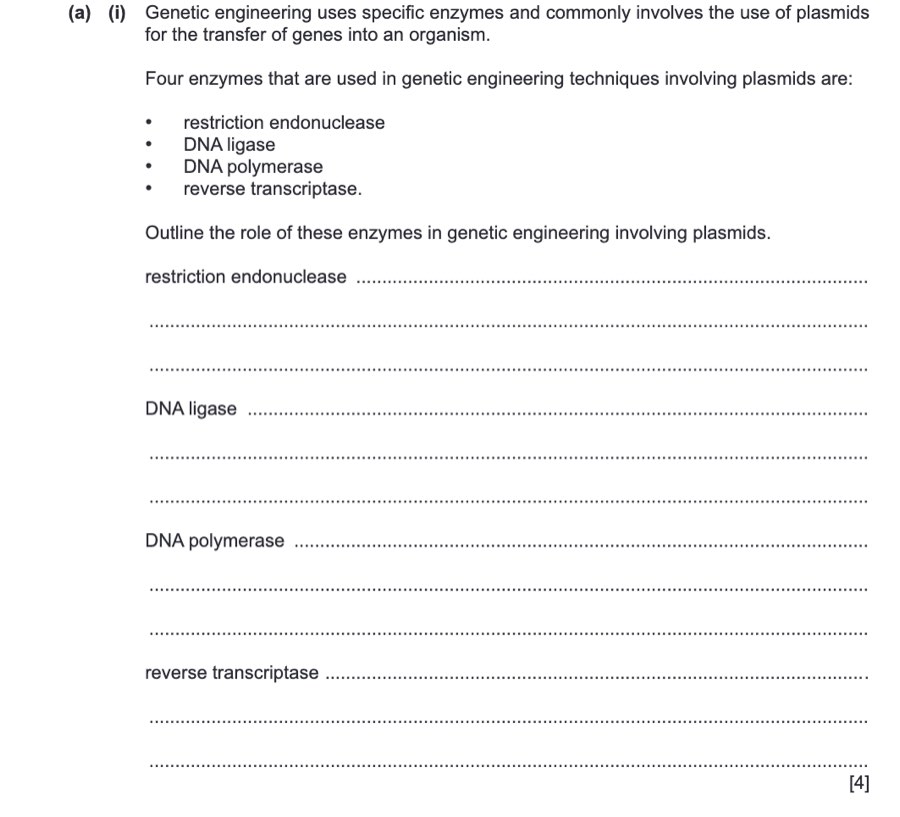 (a) (i) Genetic engineering uses specific enzymes and commonly involves the use of plasmids
for the transfer of genes into an organism.
Four enzymes that are used in genetic engineering techniques involving plasmids are:
• restriction endonuclease
• DNA ligase
• DNA polymerase
• reverse transcriptase.
Outline the role of these enzymes in genetic engineering involving plasmids.
restriction endonuclease
DNA ligase
DNA polymerase
reverse transcriptase
[4]